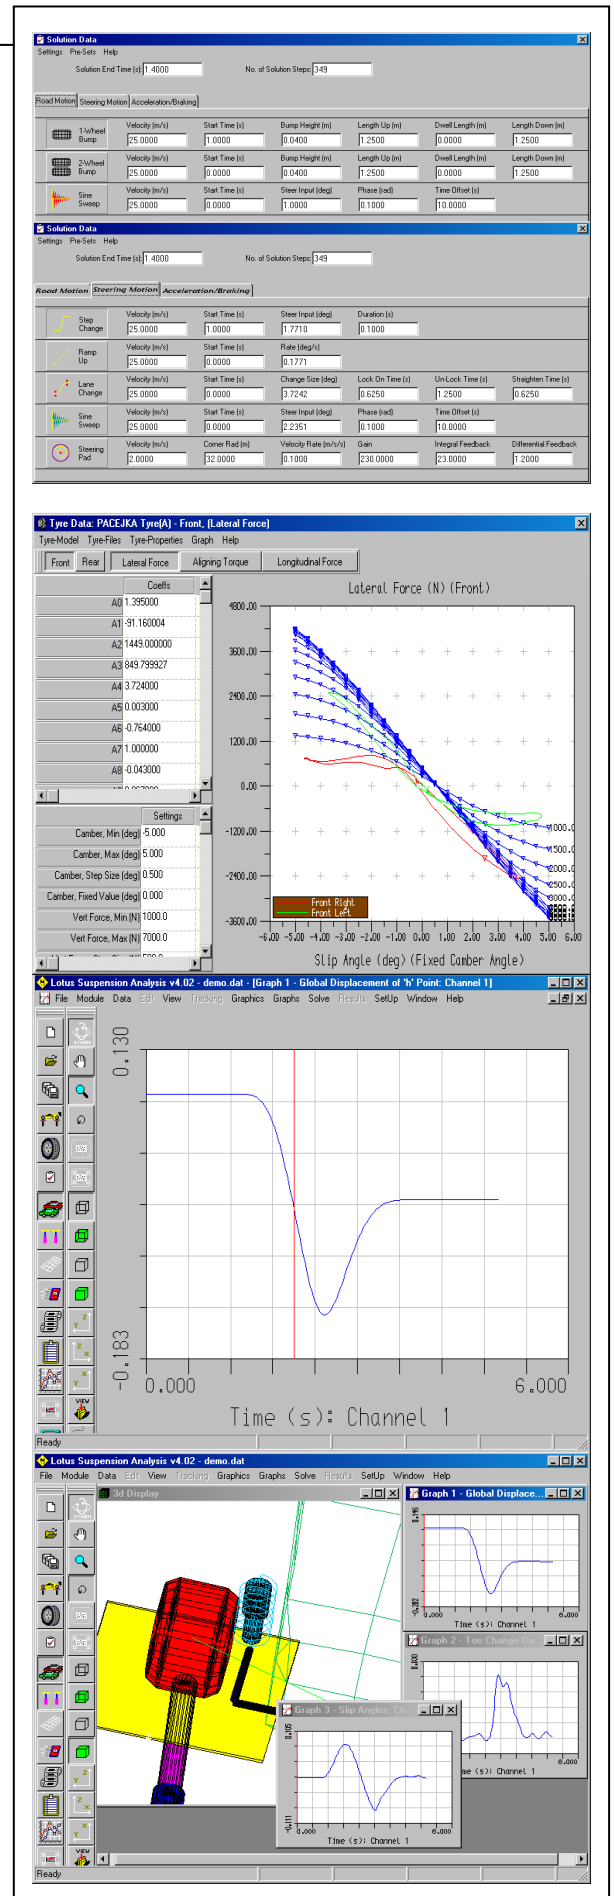 Solution Data
Settings Pre-Sets Help
Solution End Time (s): 1.4000 No. of Solution Steps: 349
Road Motion Steering Motion Acceleration/Braking
Velocity (m/s) Start Time (s) Bump Height (m) Length Up (m) Dwell Length (m) Length Down (m)
1-Wheel Bump 25.0000 1.0000 0.0400 1.2500 0.0000 1.2500
Velocity (m/s) Start Time (s) Bump Height (m) Length Up (m) Dwell Length (m) Length Down (m)
2-Wheel Bump 25.0000 0.0000 0.0400 1.2500 0.0000 1.2500
Velocity (m/s) Start Time (s) Steer Input (deg) Phase (rad) Time Offset (s)
Sine Sweep 25.0000 0.0000 1.0000 0.1000 10.0000
Solution Data
Settings Pre-Sets Help
Solution End Time (s): 1.4000 No. of Solution Steps: 349
Road Motion Steering Motion Acceleration/Braking
Velocity (m/s) Start Time (s) Steer Input (deg) Duration (s)
Step Change 25.0000 1.0000 1.7710 0.1000
Velocity (m/s) Start Time (s) Rate (deg/s)
Ramp Up 25.0000 0.0000 0.1771
Velocity (m/s) Start Time (s) Change Size (deg) Lock On Time (s) Un-Lock Time (s) Straighten Time (s)
Lane Change 25.0000 0.0000 3.7242 0.6250 1.2500 0.6250
Velocity (m/s) Start Time (s) Steer Input (deg) Phase (rad) Time Offset (s)
Sine Sweep 25.0000 0.0000 2.2351 0.1000 10.0000
Velocity (m/s) Corner Rad (m) Velocity Rate (m/s/s) Gain Integral Feedback Differential Feedback
Steering Pad 2.0000 32.0000 0.1000 230.0000 23.0000 1.2000
Tyre Data: PACEJKA Tyre(A) - Front, (Lateral Force)
Tyre-Model Tyre-Files Tyre-Properties Graph Help
Front Rear Lateral Force Aligning Torque Longitudinal Force
Coeffs
A0 1.395000
A1 -91.160004
A2 1449.000000
A3 849.799927
A4 3.724000
A5 0.003000
A6 -0.764000
A7 1.000000
A8 -0.043000
Settings
Camber, Min (deg) -5.000
Camber, Max (deg) 5.000
Camber, Step Size (deg) 0.500
Camber, Fixed Value (deg) 0.000
Vert Force, Min (N) 1000.0
Vert Force, Max (N) 7000.0
Lateral Force (N) (Front)
4800.00
3600.00
2400.00
1200.00
0.00
-1200.00
-2400.00
-3600.00
1000.0
1500.0
2000.0
2500.0
3000.0
Front Right
Front Left
-6.00 -5.00 -4.00 -3.00 -2.00 -1.00 0.00 1.00 2.00 3.00 4.00 5.00 6.00
Slip Angle (deg) (Fixed Camber Angle)
Lotus Suspension Analysis v4.02 - demo.dat - [Graph 1 - Global Displacement of 'h' Point: Channel 1]
File Module Data Edit View Tracking Graphics Graphs Solve Results SetUp Window Help
0.130
-0.183
0.000 6.000
Time (s): Channel 1
Ready
Lotus Suspension Analysis v4.02 - demo.dat
File Module Data Edit View Tracking Graphics Graphs Solve Results SetUp Window Help
3d Display
Graph 1 - Global Displace...
0.000 6.000
Time (s): Channel 1
Graph 2 - Toe Change
6.000
me (s): Channel 1
Graph 3 - Slip Angles: Ch
0.105
-0.111
0.000 6.000
Time (s): Channel 1
Ready